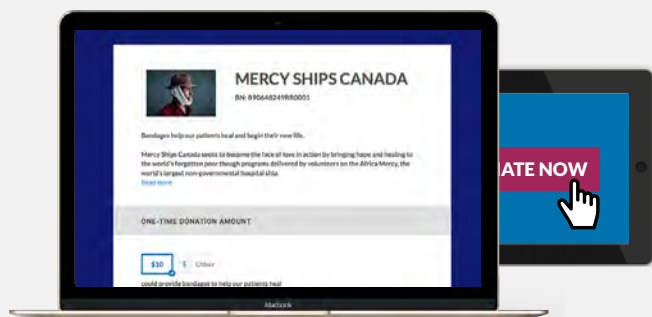 MERCY SHIPS CANADA
BN: 890648249RR0001
Bandages help our patients heal and begin their new life.
Mercy Ships Canada seeks to become the face of love in action by bringing hope and healing to
the world's forgotten poor though programs delivered by volunteers on the Africa Mercy, the
world's largest non-governmental hospital ship.
Read more
ONE-TIME DONATION AMOUNT
$10 $ Other
could provide bandages to help our patients heal
ATE NOW
MacBook